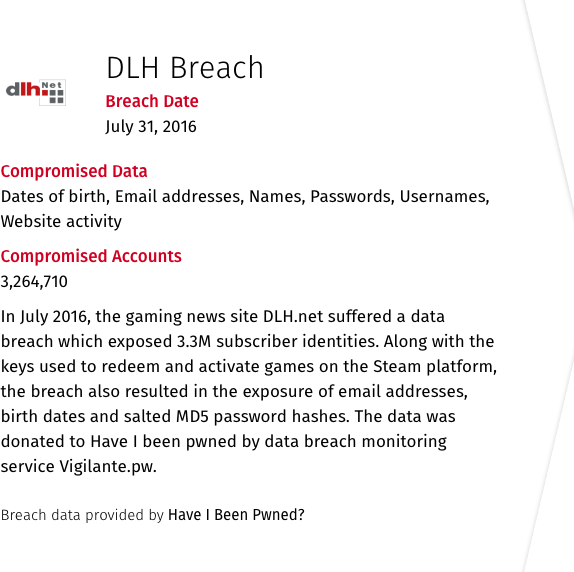 dlh.Net
DLH Breach
Breach Date
July 31, 2016
Compromised Data
Dates of birth, Email addresses, Names, Passwords, Usernames,
Website activity
Compromised Accounts
3,264,710
In July 2016, the gaming news site DLH.net suffered a data
breach which exposed 3.3M subscriber identities. Along with the
keys used to redeem and activate games on the Steam platform,
the breach also resulted in the exposure of email addresses,
birth dates and salted MD5 password hashes. The data was
donated to Have I been pwned by data breach monitoring
service Vigilante.pw.
Breach data provided by Have I Been Pwned?